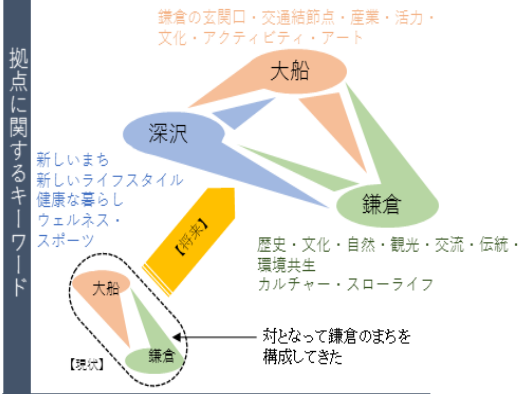 拠点に関するキーワード
鎌倉の玄関口・交通結節点・産業・活力・
文化・アクティビティ・アート
大船
深沢
新しいまち
新しいライフスタイル
健康な暮らし
ウェルネス・
スポーツ
鎌倉
【将来】
歴史・文化・自然・観光・交流・伝統・
環境共生
カルチャー・スローライフ
大船
鎌倉
【現状】
対となって鎌倉のまちを
構成してきた